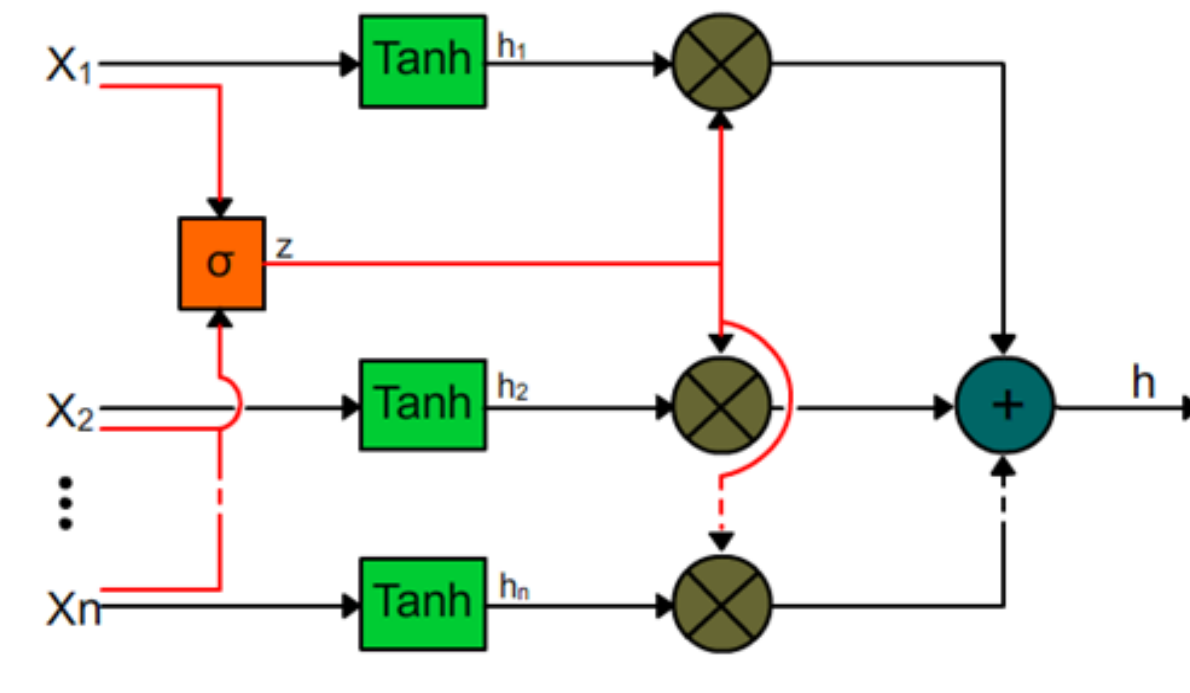 X₁ Tanh h₁
σ z
X₂ Tanh h₂ + h
Xn Tanh hₙ